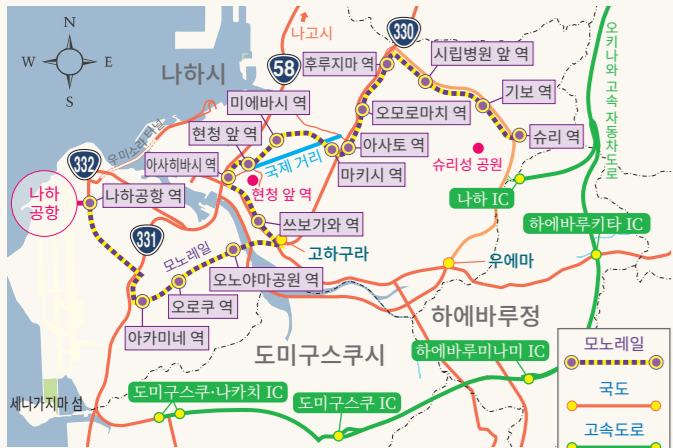 N
W E
S
나고시
330
58
나하시
후루지마 역
시립병원 앞 역
기보 역
미에바시 역
오모로마치 역
현청 앞 역
아사토 역
슈리 역
우미소라 터널
332
아사히바시 역
국제 거리
마키시 역
슈리성 공원
오키나와 고속 자동차도로
나하
공항
나하공항 역
현청 앞 역
나하 IC
쓰보가와 역
하에바루키타 IC
331
모노레일
고하구라
우에마
오노야마공원 역
오로쿠 역
하에바루정
아카미네 역
도미구스쿠시
하에바루미나미 IC
모노레일
도미구스쿠·나카치 IC
도미구스쿠 IC
국도
세나가지마 섬
고속도로